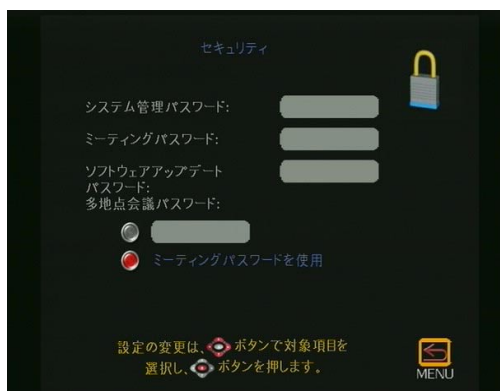 セキュリティ
システム管理パスワード:
ミーティングパスワード:
ソフトウェアアップデート
パスワード:
多地点会議パスワード:
ミーティングパスワードを使用
設定の変更は、ボタンで対象項目を
選択し、ボタンを押します。
MENU